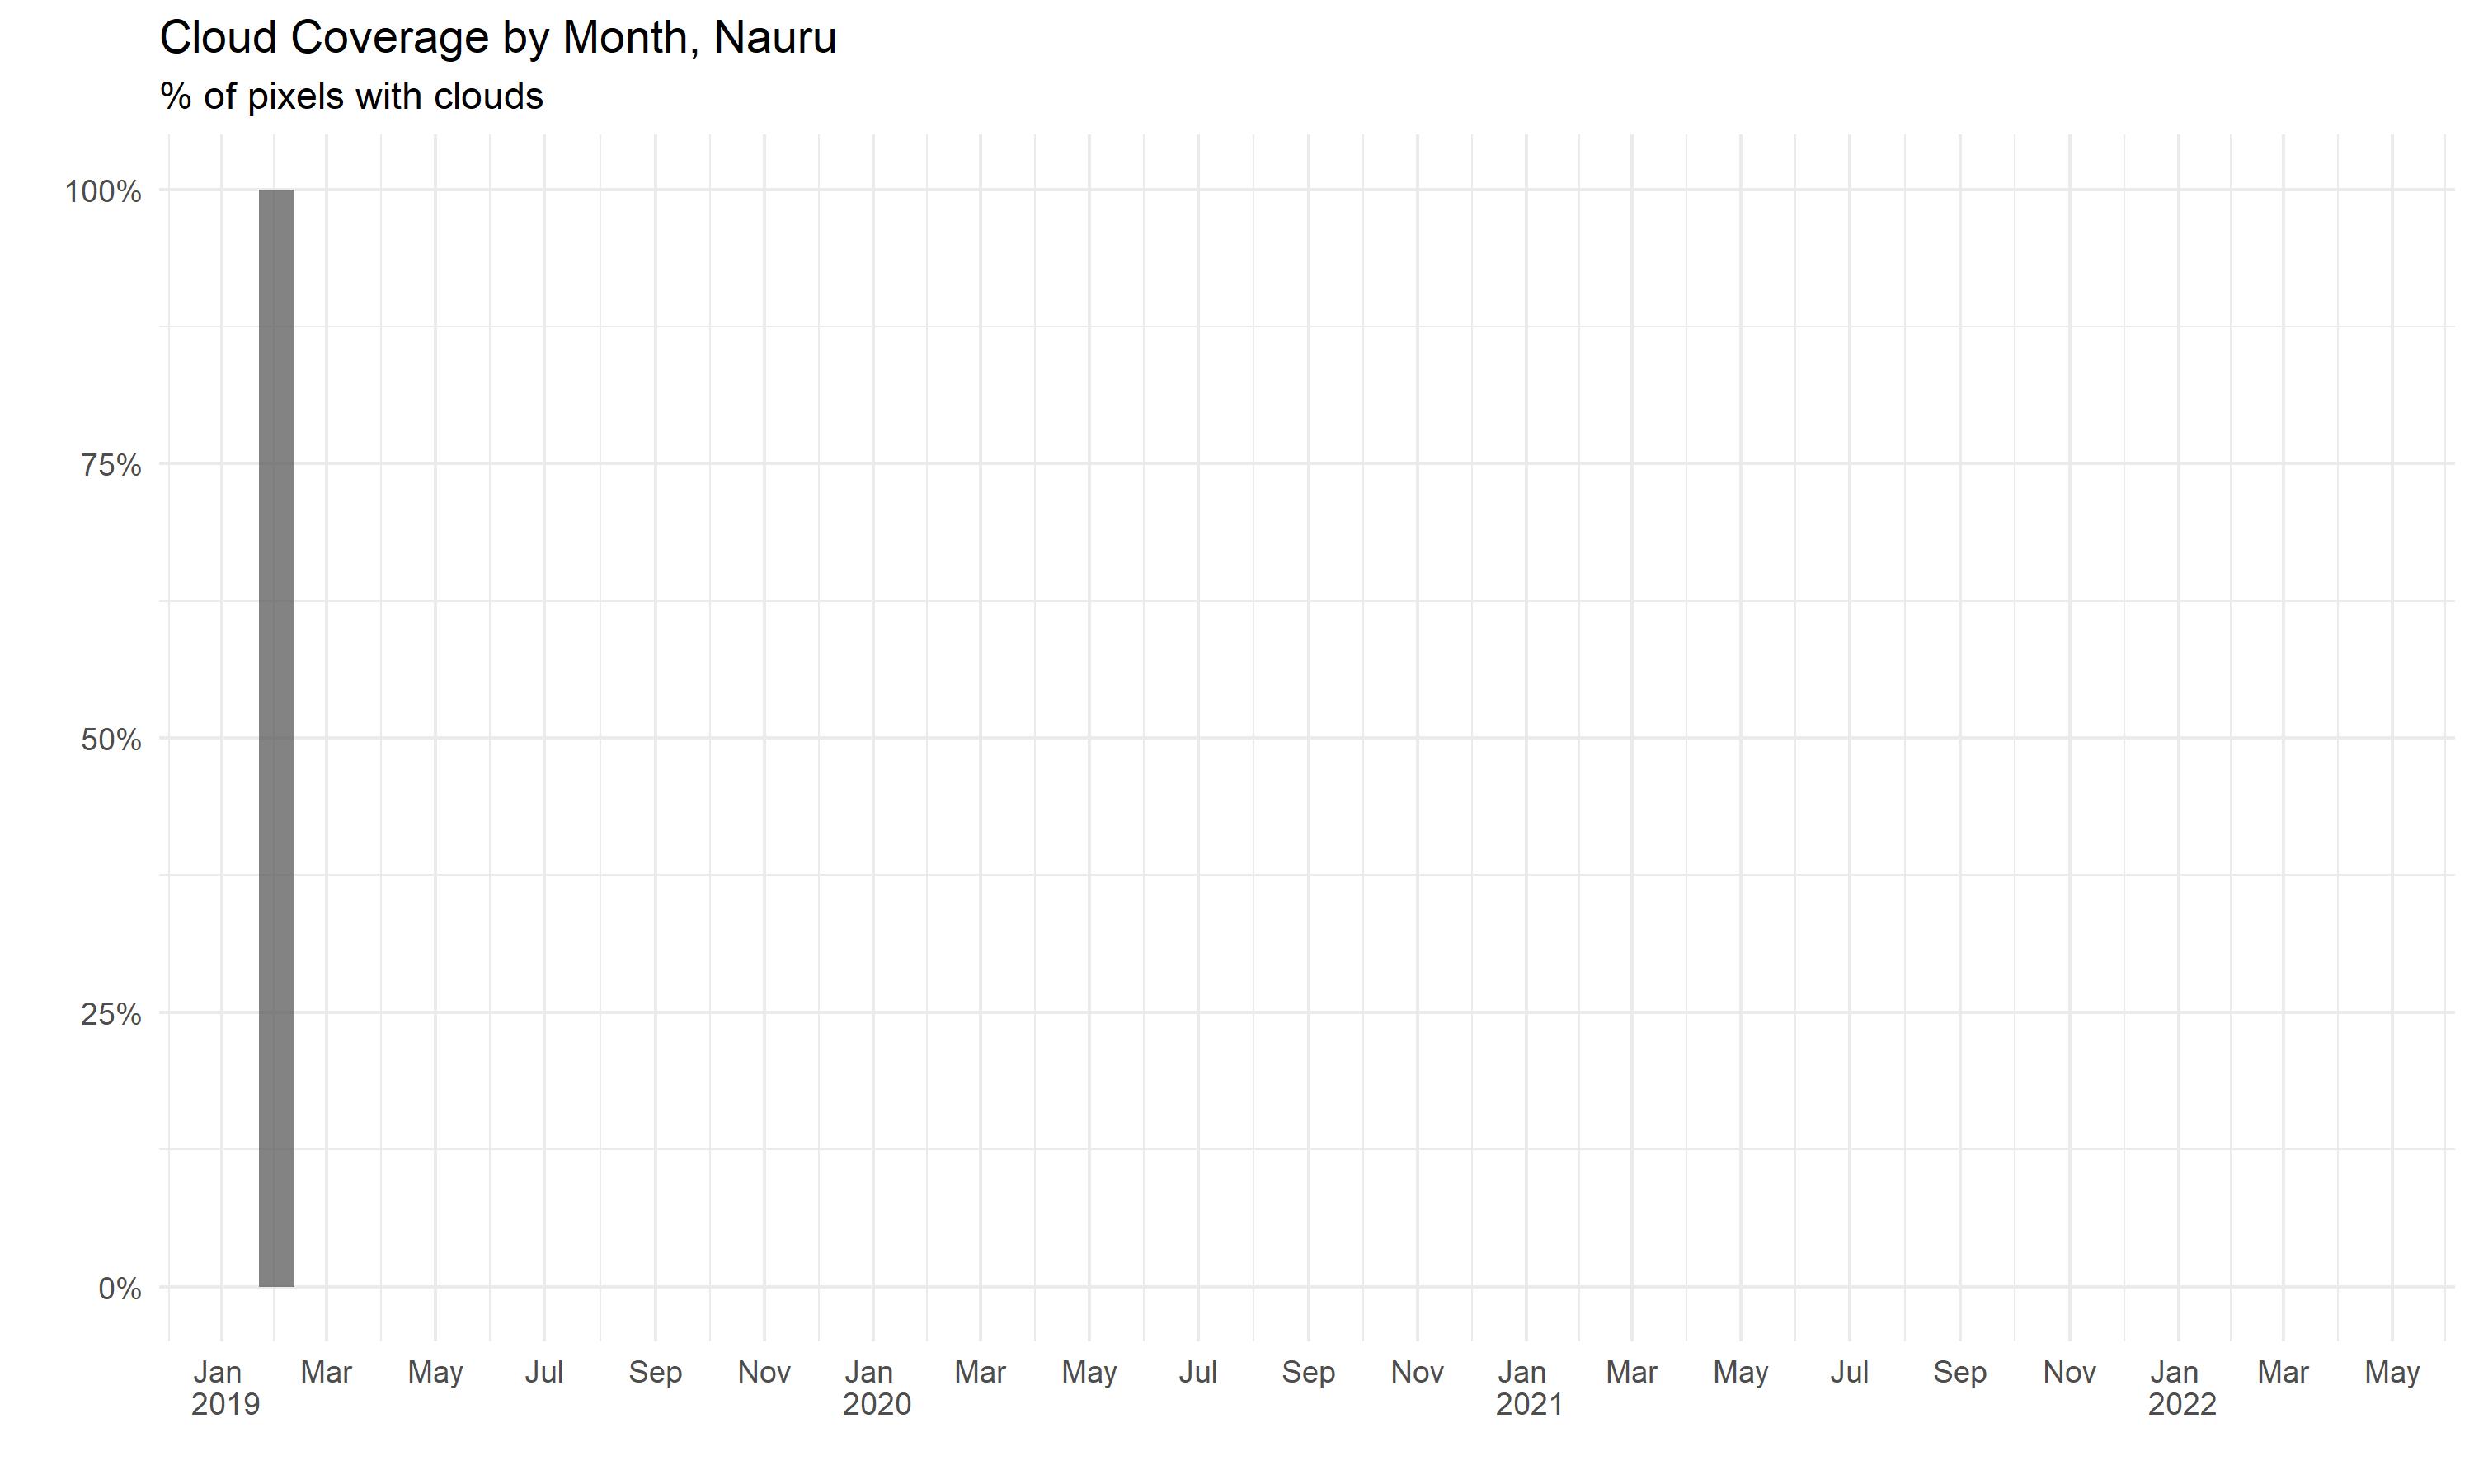 Cloud Coverage by Month, Nauru
% of pixels with clouds
100%
75%
50%
25%
0%
Jan Mar May Jul Sep Nov Jan Mar May Jul Sep Nov Jan Mar May Jul Sep Nov Jan Mar May
2019 2020 2021 2022